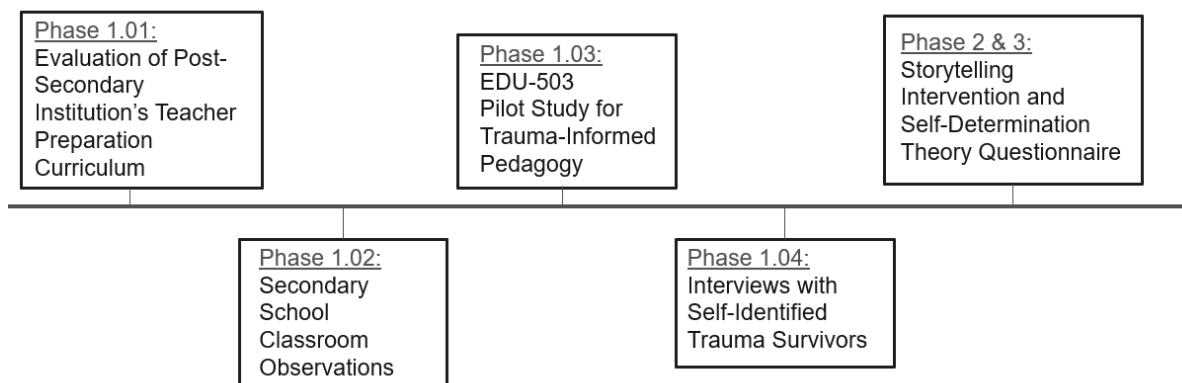 Phase 1.01:
Evaluation of Post-
Secondary
Institution's Teacher
Preparation
Curriculum
Phase 1.02:
Secondary
School
Classroom
Observations
Phase 1.03:
EDU-503
Pilot Study for
Trauma-Informed
Pedagogy
Phase 1.04:
Interviews with
Self-Identified
Trauma Survivors
Phase 2 & 3:
Storytelling
Intervention and
Self-Determination
Theory Questionnaire